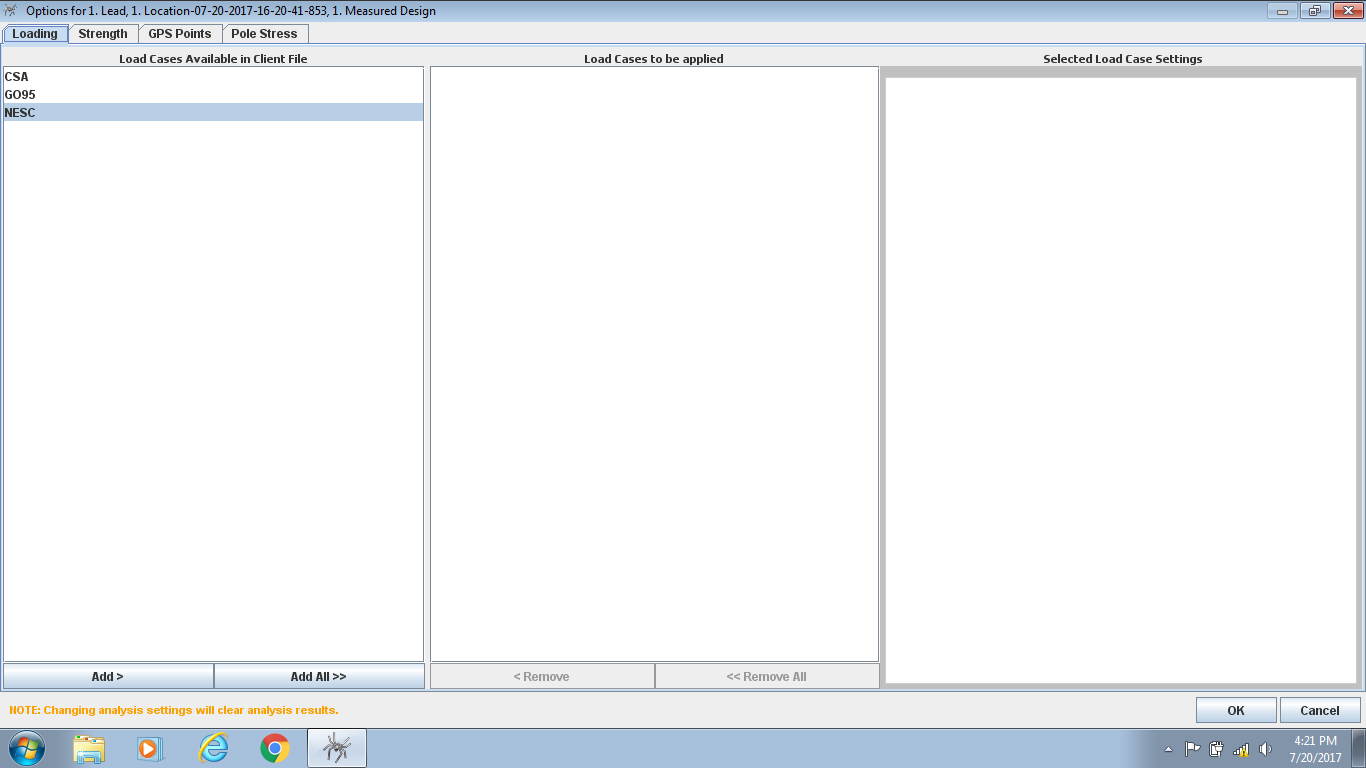 Options for 1. Lead, 1. Location-07-20-2017-16-20-41-853, 1. Measured Design
Loading Strength GPS Points Pole Stress
Load Cases Available in Client File Load Cases to be applied Selected Load Case Settings
CSA
GO95
NESC
Add > Add All >> < Remove << Remove All
NOTE: Changing analysis settings will clear analysis results. OK Cancel
4:21 PM
7/20/2017